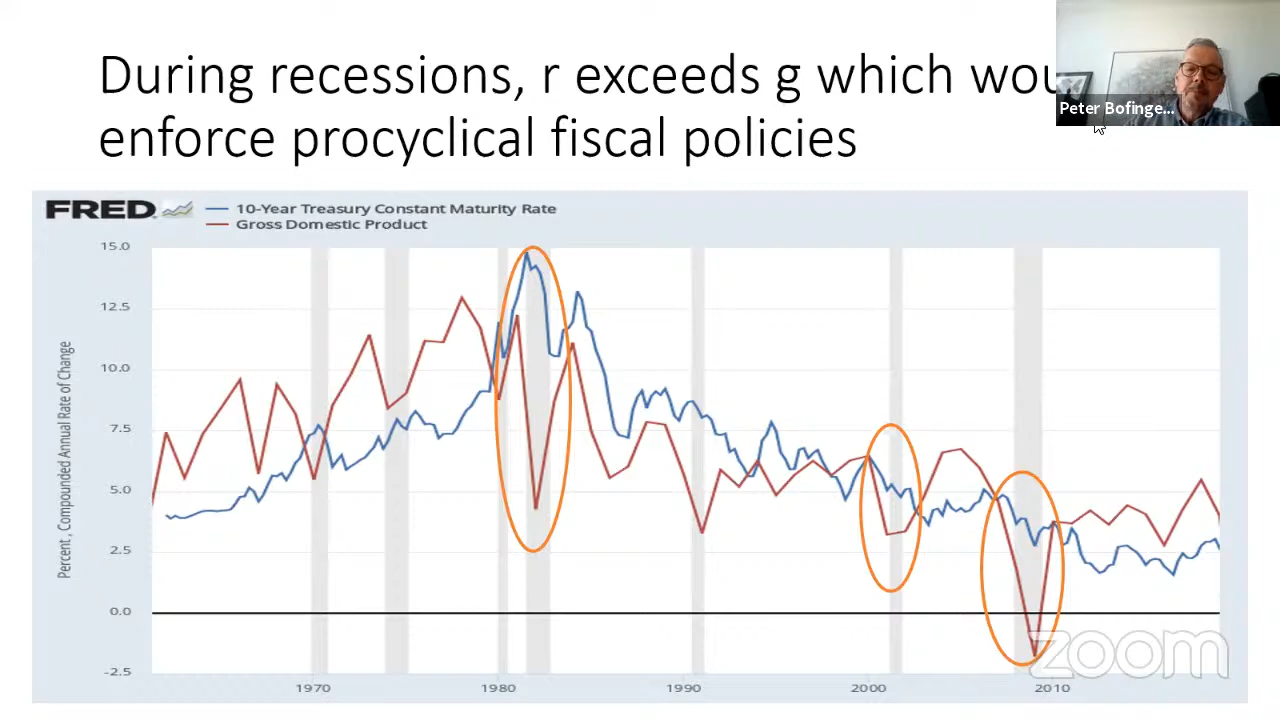 During recessions, r exceeds g which wou
enforce procyclical fiscal policies
Peter Bofinge...
FRED
10-Year Treasury Constant Maturity Rate
Gross Domestic Product
Percent, Compounded Annual Rate of Change
15.0
12.5
10.0
7.5
5.0
2.5
0.0
-2.5
1970
1980
1990
2000
2010
zoom